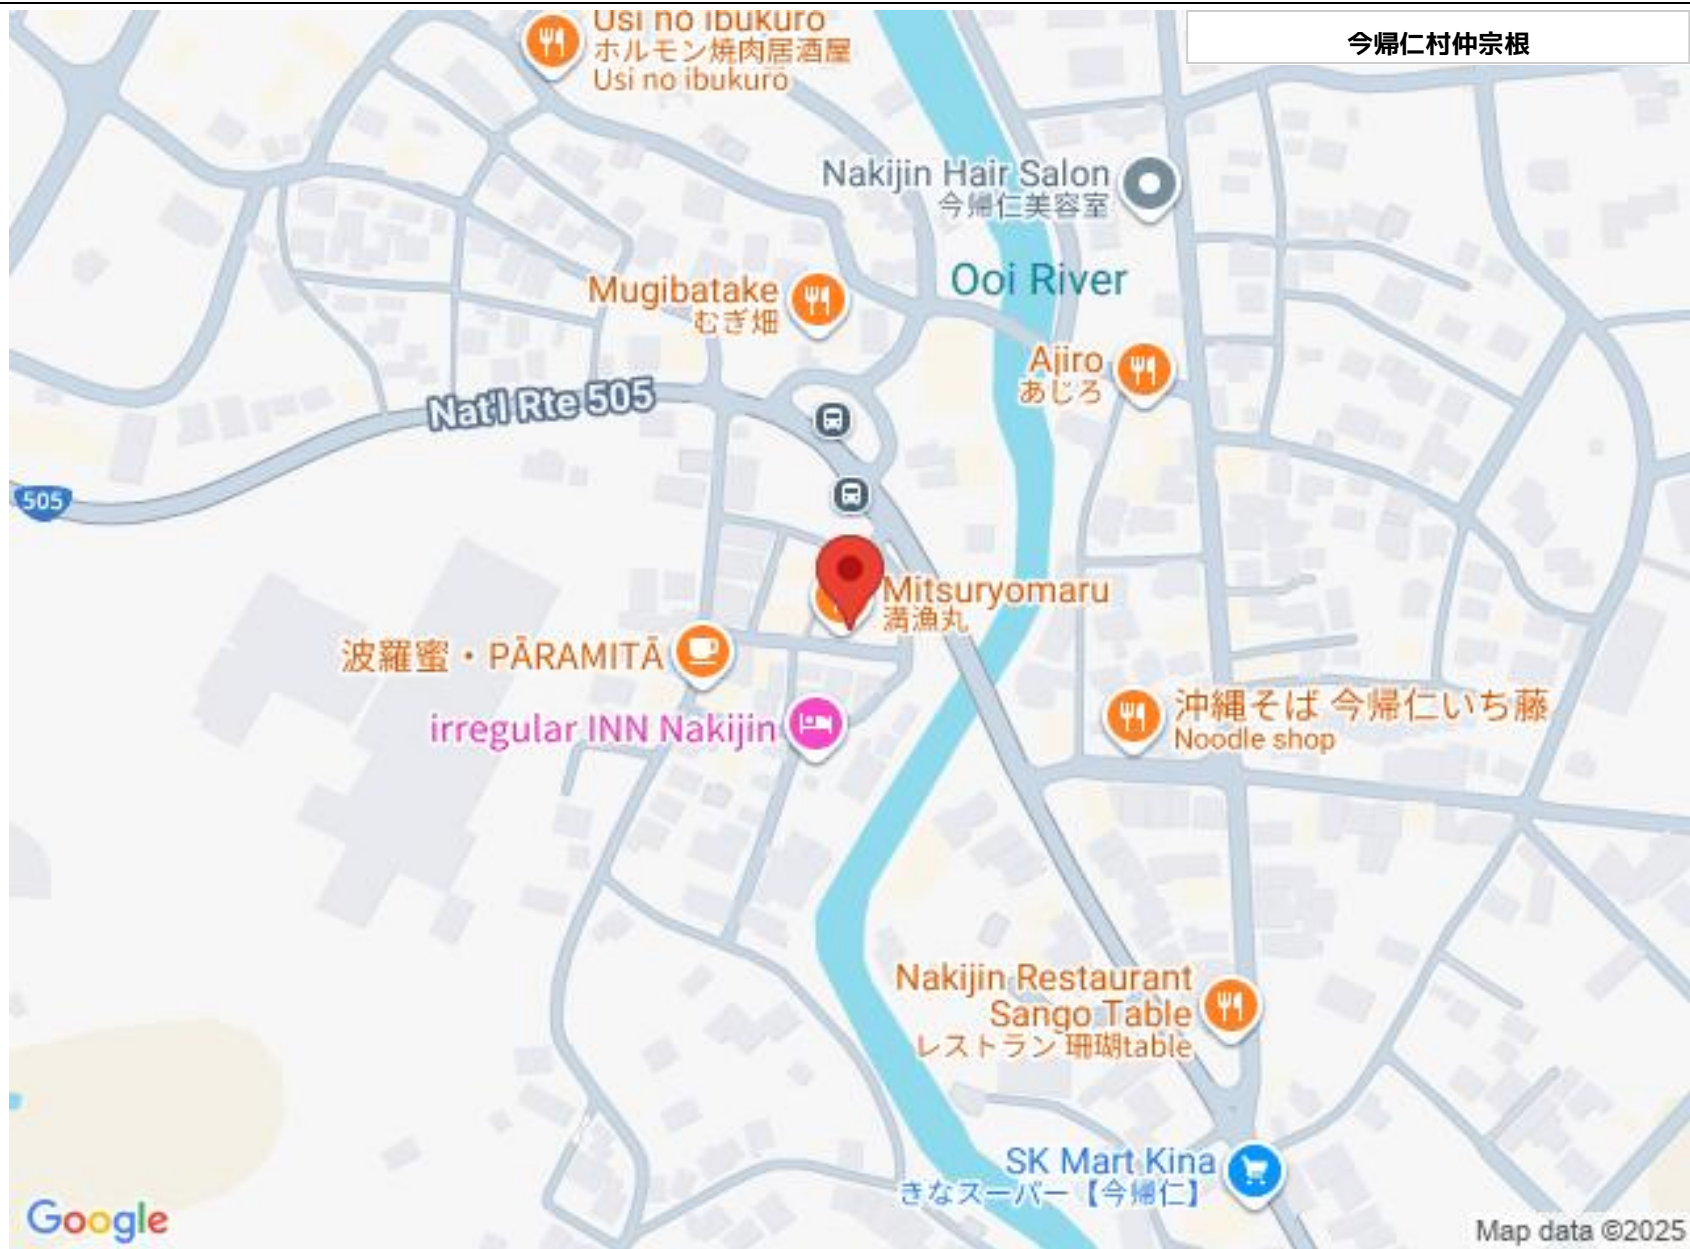 今帰仁村仲宗根
Usi no ibukuro
ホルモン焼肉居酒屋
Usi no ibukuro
Nakijin Hair Salon
今帰仁美容室
Ooi River
Mugibatake
むぎ畑
Ajiro
あじろ
Nat'l Rte 505
505
Mitsuryomaru
満漁丸
波羅蜜・PĀRAMITĀ
irregular INN Nakijin
沖縄そば 今帰仁いち藤
Noodle shop
Nakijin Restaurant
Sango Table
レストラン 珊瑚table
SK Mart Kina
きなスーパー【今帰仁】
Google
Map data ©2025